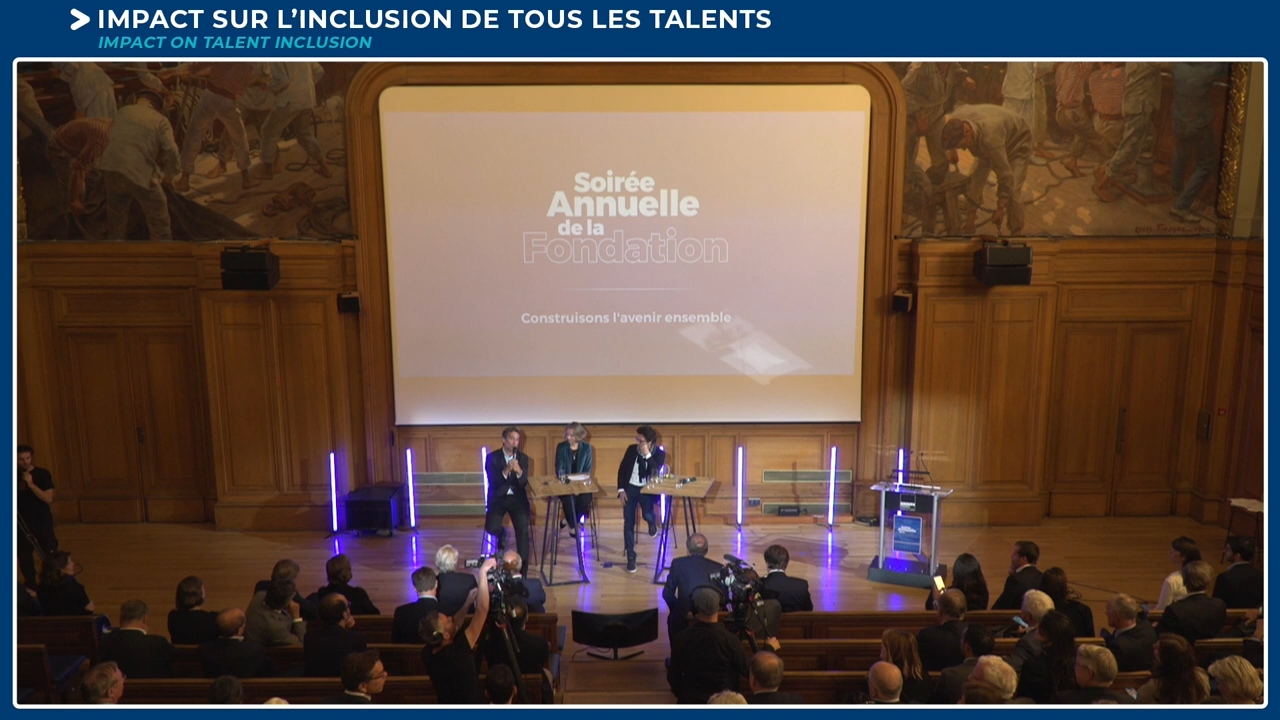 IMPACT SUR L’INCLUSION DE TOUS LES TALENTS
IMPACT ON TALENT INCLUSION
Soirée
Annuelle
de la
Fondation
Construisons l'avenir ensemble